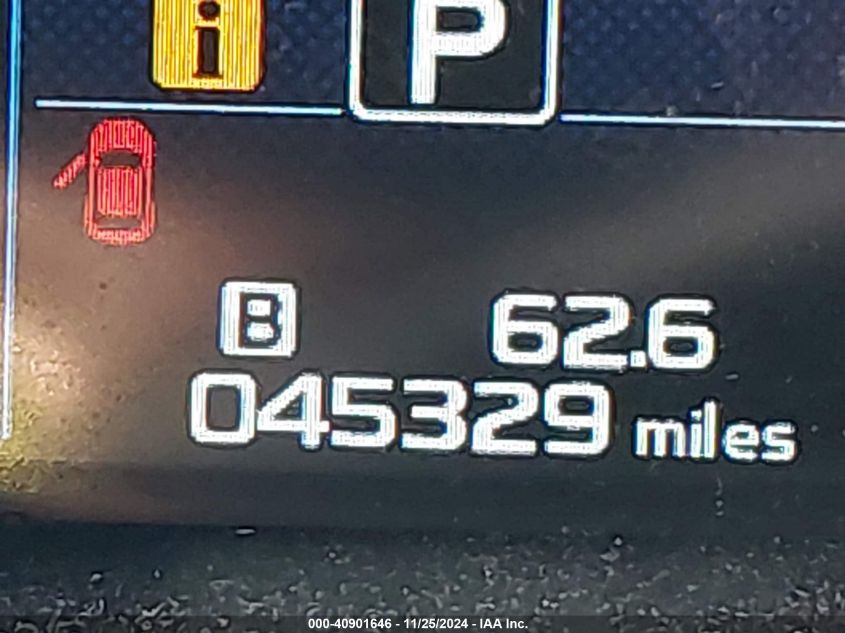 i P
B 62.6
045329 miles
000-40901646 - 11/25/2024 - IAA Inc.